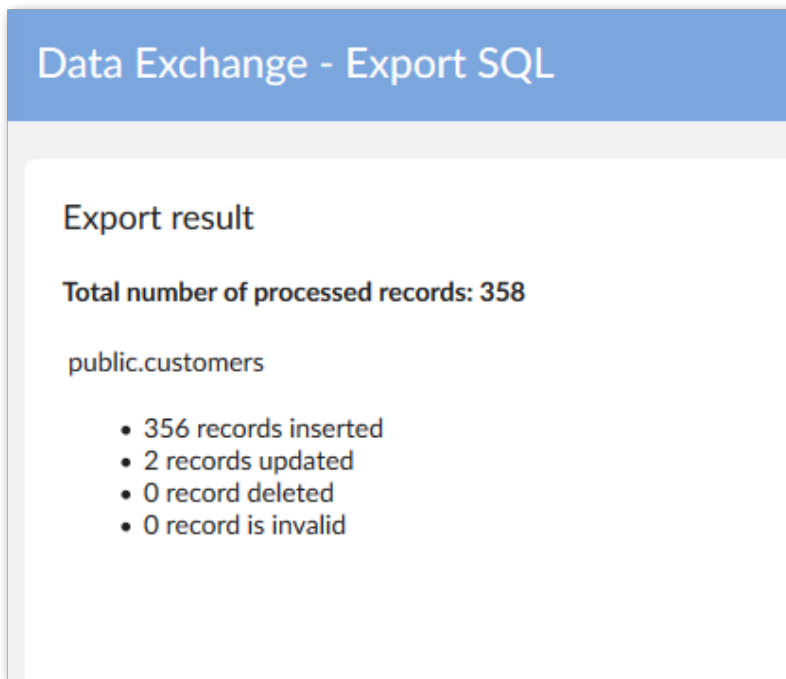 Data Exchange - Export SQL
Export result
Total number of processed records: 358
public.customers
• 356 records inserted
• 2 records updated
• 0 record deleted
• 0 record is invalid